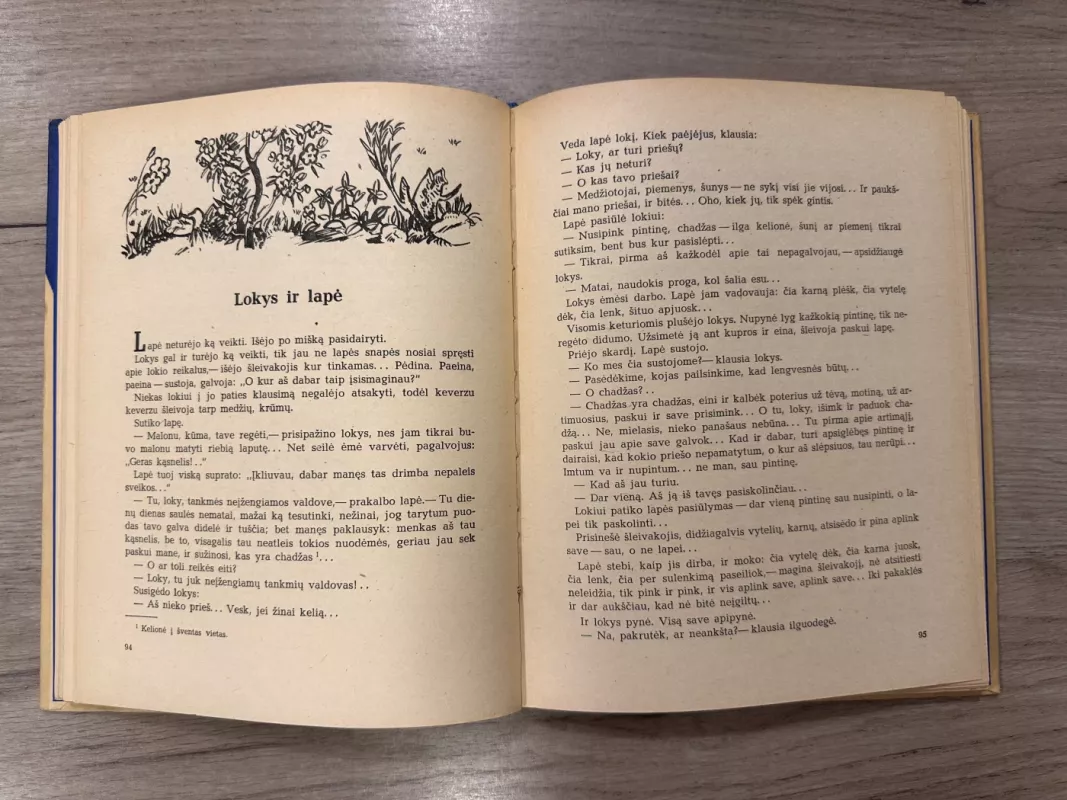 Lokys ir lapė
Lapė neturėjo ką veikti. Išėjo po mišką pasidairyti.
Lokys gal ir turėjo ką veikti, tik jau ne lapės snapės nosiai spręsti
apie lokio reikalus,— išėjo šleivakojis kur tinkamas... Pėdina. Paeina,
paeina — sustoja, galvoja: „O kur aš dabar taip įsismaginau?"
Niekas lokiui į jo paties klausimą negalėjo atsakyti, todėl keverzu
keverzu šleivoja tarp medžių, krūmų.
Sutiko lapę.
— Malonu, kūma, tave regėti,— prisipažino lokys, nes jam tikrai bu-
vo malonu matyti riebią laputę... Net seilė ėmė varvėti, pagalvojus:
„Geras kąsnelis!.."
Lapė tuoj viską suprato: „Įkliuvau, dabar manęs tas drimba nepaleis
sveikos..."
— Tu, loky, tankmės neįžengiamos valdove,— prakalbo lapė.— Tu die-
nų dienas saulės nematai, mažai ką tesutinki, nežinai, jog tarytum puo-
das tavo galva didelė ir tuščia; bet manęs paklausyk: menkas aš tau
kąsnelis, be to, visagalis tau neatleis tokios nuodėmės, geriau jau sek
paskui mane, ir sužinosi, kas yra chadžas ¹...
— O ar toli reikės eiti?
— Loky, tu juk neįžengiamų tankmių valdovas!..
Susigėdo lokys:
— Aš nieko prieš... Vesk, jei žinai kelią...
¹ Kelionė į šventas vietas.
94
Veda lapė lokį. Kiek paėjėjus, klausia:
— Loky, ar turi priešų?
— Kas jų neturi?
— O kas tavo priešai?
— Medžiotojai, piemenys, šunys — ne sykį visi jie vijosi... Ir paukš-
čiai mano priešai, ir bitės... Oho, kiek jų, tik spėk gintis.
Lapė pasiūlė lokiui:
— Nusipink pintinę, chadžas — ilga kelionė, šunį ar piemenį tikrai
sutiksim, bent bus kur pasislėpti...
— Tikrai, pirma aš kažkodėl apie tai nepagalvojau,— apsidžiaugė
lokys.
— Matai, naudokis proga, kol šalia esu...
Lokys ėmėsi darbo. Lapė jam vadovauja: čia karną plėšk, čia vytelę
dėk, čia lenk, šituo apjuosk...
Visomis keturiomis plušėjo lokys. Nupynė lyg kažkokią pintinę, tik ne-
regėto didumo. Užsimetė ją ant kupros ir eina, šleivoja paskui lapę.
Priėjo skardį. Lapė sustojo.
— Ko mes čia sustojome? — klausia lokys.
— Pasėdėkime, kojas pailsinkime, kad lengvesnės būtų...
— O chadžas?..
— Chadžas yra chadžas, eini ir kalbėk poterius už tėvą, motiną, už ar-
timuosius, paskui ir save prisimink... O tu, loky, išimk ir paduok cha-
džą... Ne, mielasis, nieko panašaus nebūna... Tu pirma apie artimąjį,
paskui jau apie save galvok... Kad ir dabar, turi apsiglėbęs pintinę ir
dairaisi, kad kokio priešo nepamatytum, o kur aš slėpsiuos, tau nerūpi...
Imtum va ir nupintum... ne man, sau pintinę.
— Kad aš jau turiu.
— Dar vieną. Aš ją iš tavęs pasiskolinčiau...
Lokiui patiko lapės pasiūlymas — dar vieną pintinę sau nusipinti, o la-
pei tik paskolinti...
Prisinešė šleivakojis, didžiagalvis vytelių, karnų, atsisėdo ir pina aplink
save — sau, o ne lapei...
Lapė stebi, kaip jis dirba, ir moko: čia vytelę dėk, čia karna juosk,
čia lenk, čia per sulenkimą paseiliok,— magina šleivakojį, nė atsitiesti
neleidžia, tik pink ir pink, ir vis aplink save, aplink save... Iki pakaklės
ir dar aukščiau, kad nė bitė neįgiltų...
Ir lokys pynė. Visą save apipynė.
— Na, pakrutėk, ar neankšta? — klausia ilguodegė.
95